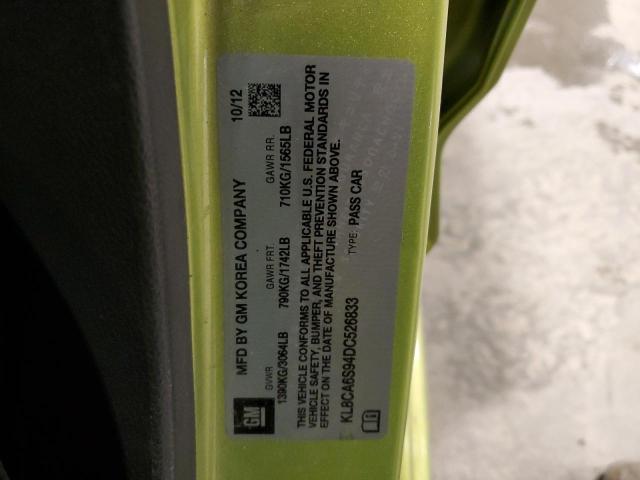 GM
MFD BY GM KOREA COMPANY
10/12
GVWR
GAWR FRT.
GAWR RR.
1390KG/3064LB
790KG/1742LB
710KG/1565LB
THIS VEHICLE CONFORMS TO ALL APPLICABLE U.S. FEDERAL MOTOR
VEHICLE SAFETY, BUMPER, AND THEFT PREVENTION STANDARDS IN
EFFECT ON THE DATE OF MANUFACTURE SHOWN ABOVE.
KL8CA6S94DC526833
TYPE: PASS CAR